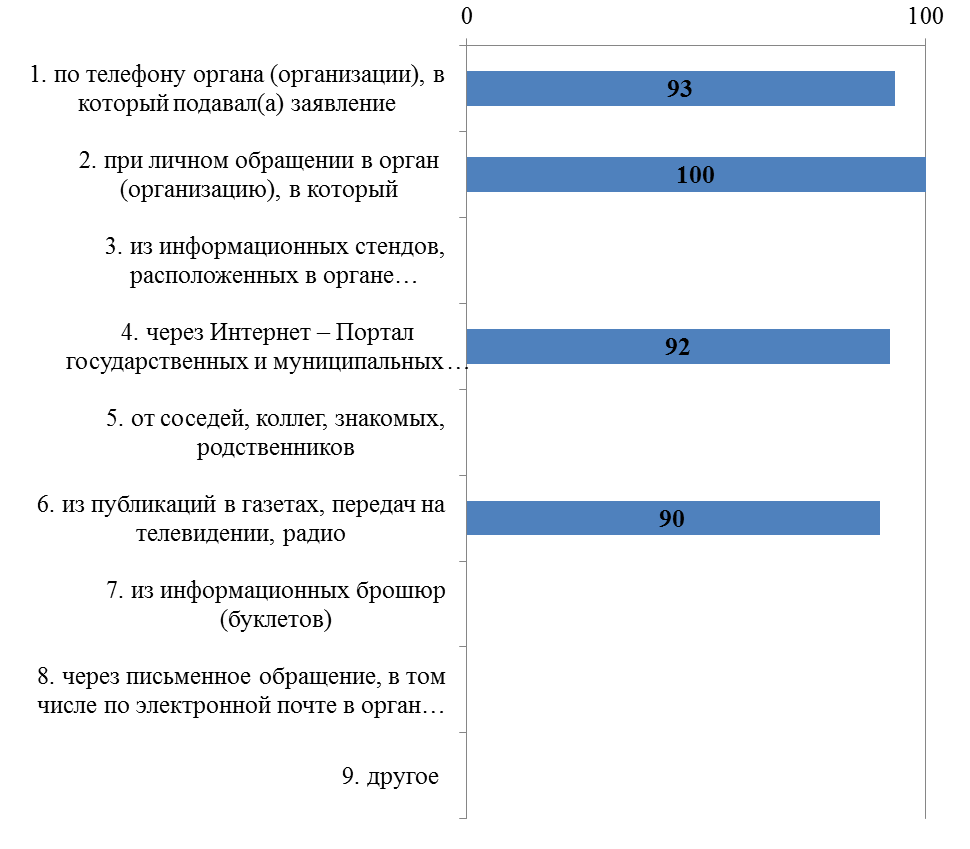 0 100
1. по телефону органа (организации), в
который подавал(а) заявление
93
2. при личном обращении в орган
(организацию), в который
100
3. из информационных стендов,
расположенных в органе…
4. через Интернет – Портал
государственных и муниципальных…
92
5. от соседей, коллег, знакомых,
родственников
6. из публикаций в газетах, передач на
телевидении, радио
90
7. из информационных брошюр
(буклетов)
8. через письменное обращение, в том
числе по электронной почте в орган…
9. другое